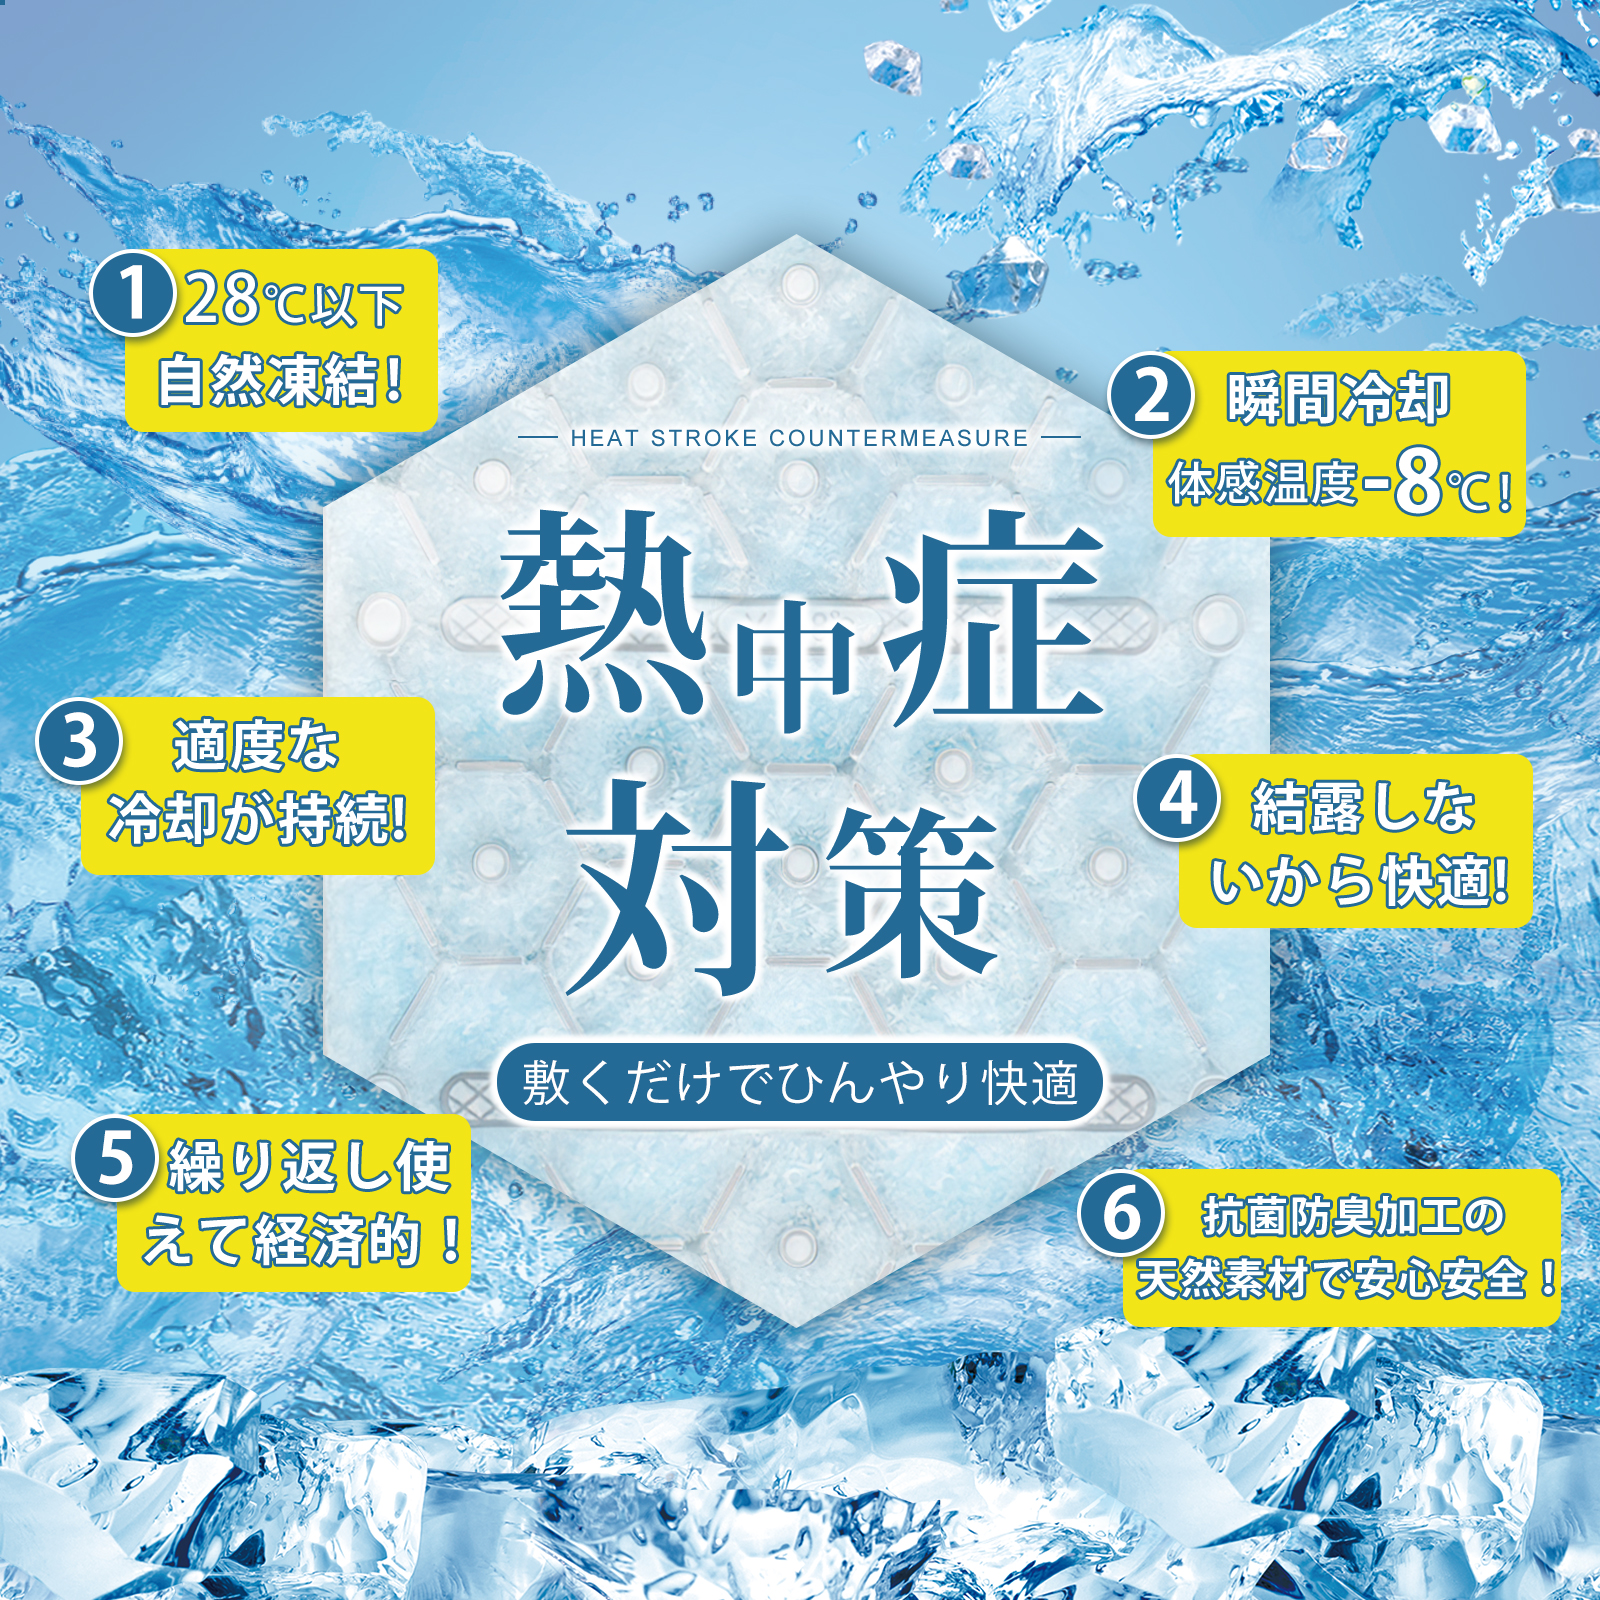 1
28℃以下
自然凍結!
2
瞬間冷却
体感温度-8℃!
HEAT STROKE COUNTERMEASURE
熱中症
対策
3
適度な
冷却が持続!
4
結露しな
いから快適!
敷くだけでひんやり快適
5
繰り返し使
えて経済的！
6
抗菌防臭加工の
天然素材で安心安全！